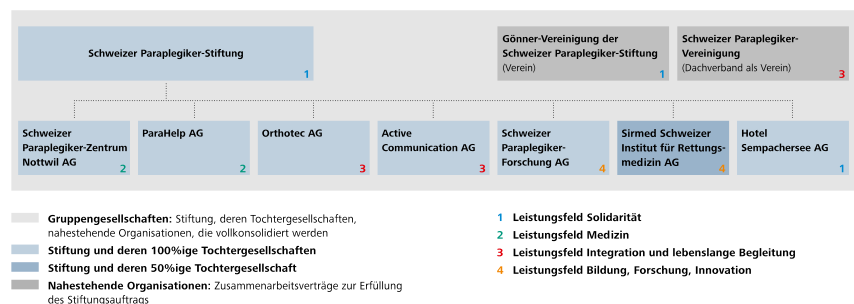 Schweizer Paraplegiker-Stiftung
1
Gönner-Vereinigung der
Schweizer Paraplegiker-Stiftung
(Verein)
1
Schweizer Paraplegiker-
Vereinigung
(Dachverband als Verein)
3
Schweizer
Paraplegiker-Zentrum
Nottwil AG
2
ParaHelp AG
2
Orthotec AG
3
Active
Communication AG
3
Schweizer
Paraplegiker-
Forschung AG
4
Sirmed Schweizer
Institut für Rettungs-
medizin AG
4
Hotel
Sempachersee AG
1
Gruppengesellschaften: Stiftung, deren Tochtergesellschaften,
nahestehende Organisationen, die vollkonsolidiert werden
Stiftung und deren 100%ige Tochtergesellschaften
Stiftung und deren 50%ige Tochtergesellschaft
Nahestehende Organisationen: Zusammenarbeitsverträge zur Erfüllung
des Stiftungsauftrags
1 Leistungsfeld Solidarität
2 Leistungsfeld Medizin
3 Leistungsfeld Integration und lebenslange Begleitung
4 Leistungsfeld Bildung, Forschung, Innovation